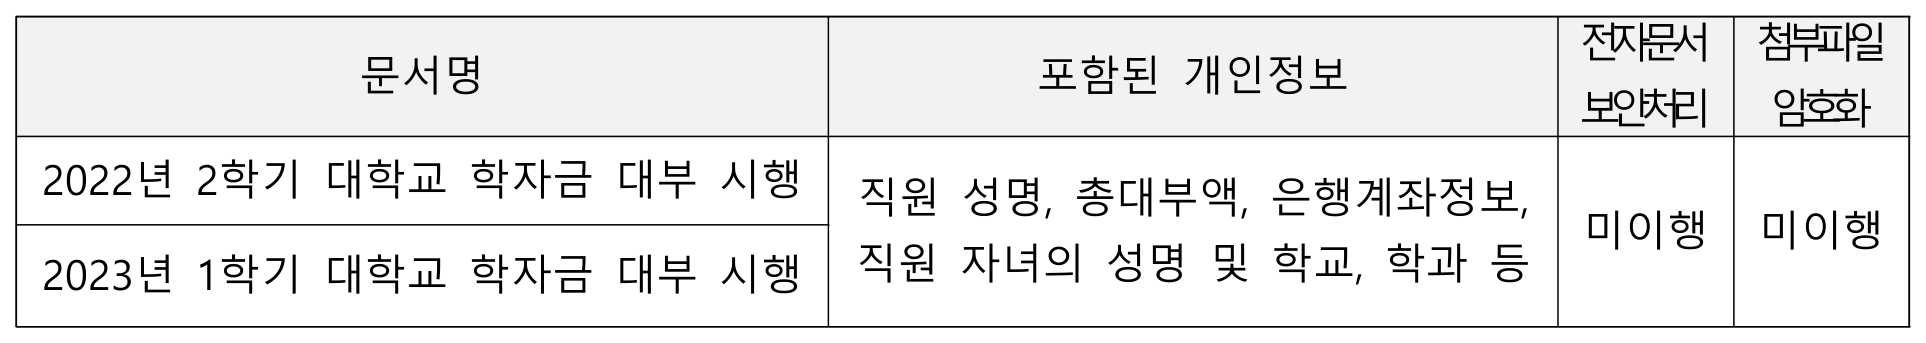 문서명
포함된 개인정보
전자문서
보안처리
첨부파일
암호화
2022년 2학기 대학교 학자금 대부 시행
2023년 1학기 대학교 학자금 대부 시행
직원 성명, 총대부액, 은행계좌정보,
직원 자녀의 성명 및 학교, 학과 등
미이행
미이행